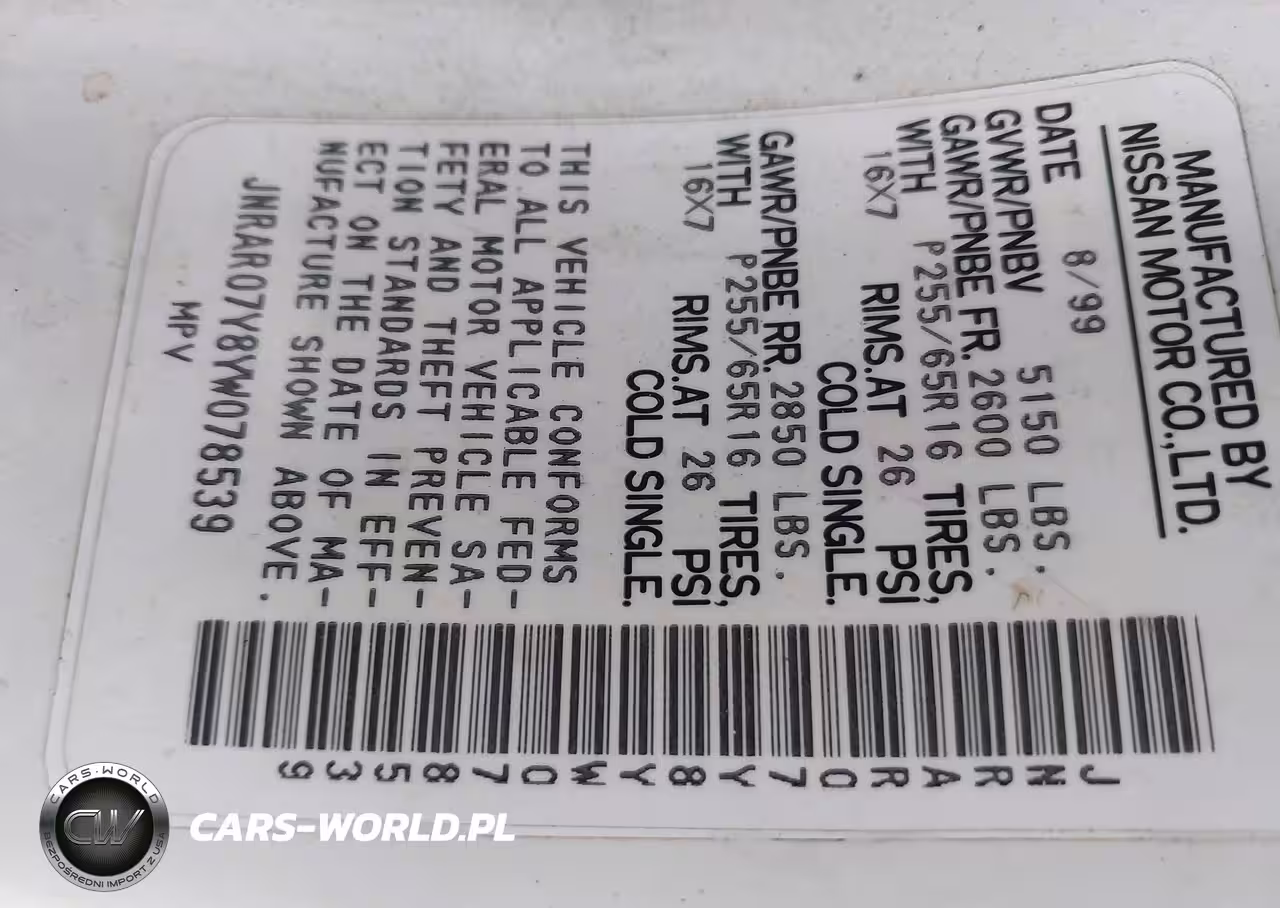 MANUFACTURED BY
NISSAN MOTOR CO.,LTD.
DATE 8/99
GVWR/PNBV 5150 LBS.
GAWR/PNBE FR. 2600 LBS.
WITH P255/65R16 TIRES,
16X7 RIMS.AT 26 PSI
COLD SINGLE.
GAWR/PNBE RR. 2850 LBS.
WITH P255/65R16 TIRES,
16X7 RIMS.AT 26 PSI
COLD SINGLE.
THIS VEHICLE CONFORMS
TO ALL APPLICABLE FED-
ERAL MOTOR VEHICLE SA-
FETY AND THEFT PREVEN-
TION STANDARDS IN EFF-
ECT ON THE DATE OF MA-
NUFACTURE SHOWN ABOVE.
JNRAR07Y8YW078539
MPV
JNRAR07Y8YW078539
CARS-WORLD
CW
BEZPOŚREDNI IMPORT Z USA
CARS-WORLD.PL